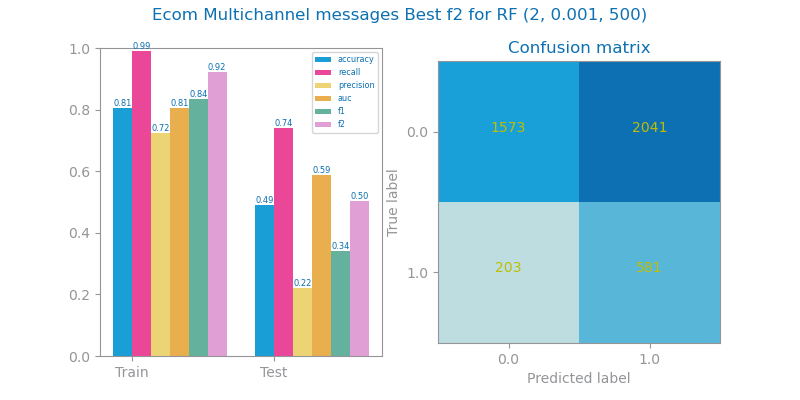 Ecom Multichannel messages Best f2 for RF (2, 0.001, 500)
1.0
0.8
0.6
0.4
0.2
0.0
0.81
0.99
0.72
0.81
0.84
0.92
0.49
0.74
0.22
0.59
0.34
0.50
accuracy
recall
precision
auc
f1
f2
Train
Test
Confusion matrix
True label
0.0
1.0
1573
2041
203
581
0.0
1.0
Predicted label